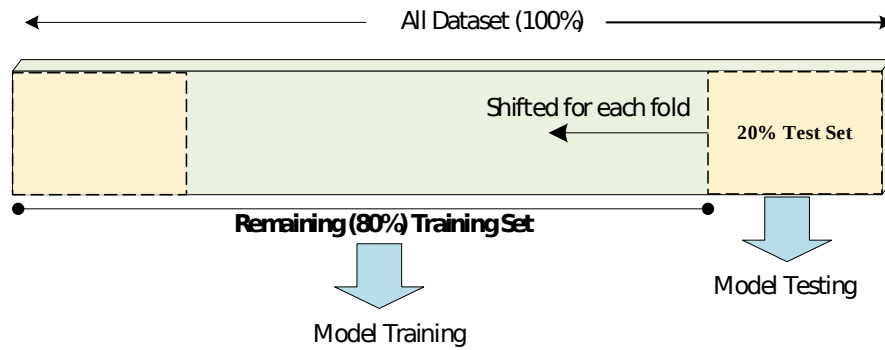 All Dataset (100%)
Shifted for each fold
20% Test Set
Remaining (80%) Training Set
Model Testing
Model Training